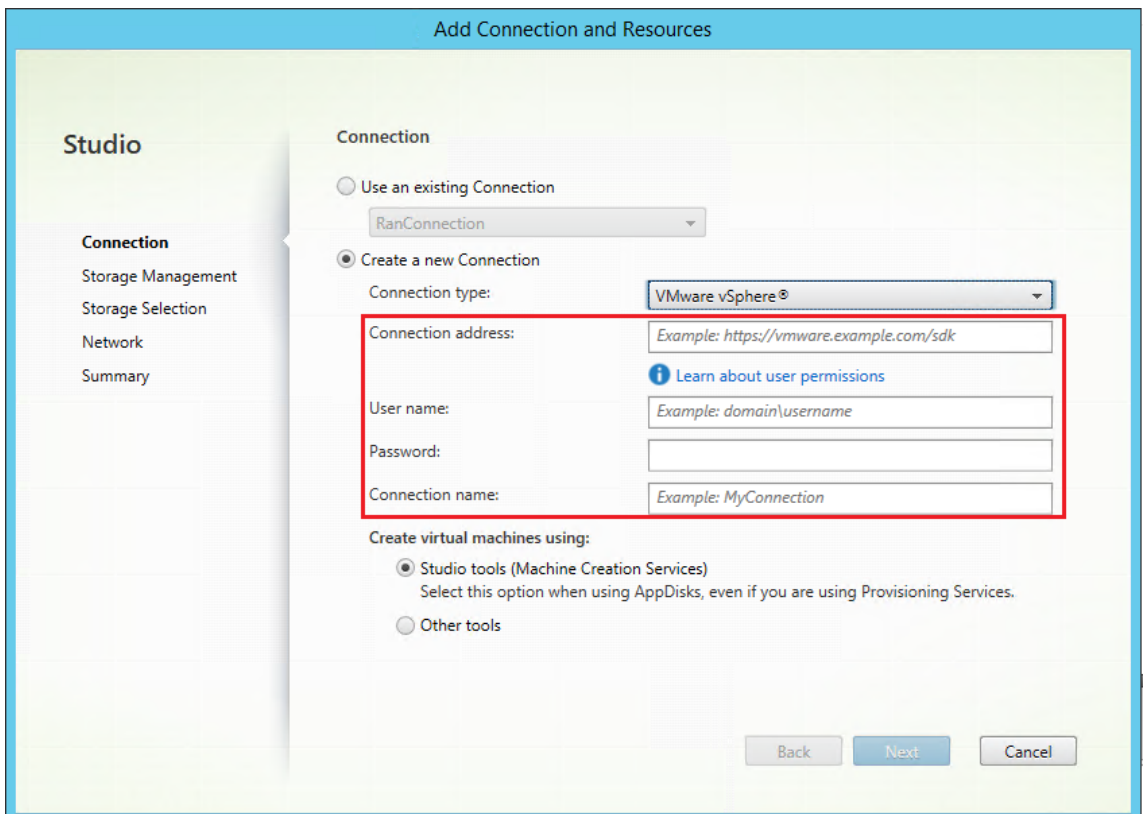 Add Connection and Resources
Studio
Connection
Storage Management
Storage Selection
Network
Summary
Connection
Use an existing Connection
RanConnection
Create a new Connection
Connection type: VMware vSphere®
Connection address: Example: https://vmware.example.com/sdk
Learn about user permissions
User name: Example: domain\username
Password:
Connection name: Example: MyConnection
Create virtual machines using:
Studio tools (Machine Creation Services)
Select this option when using AppDisks, even if you are using Provisioning Services.
Other tools
Back Next Cancel